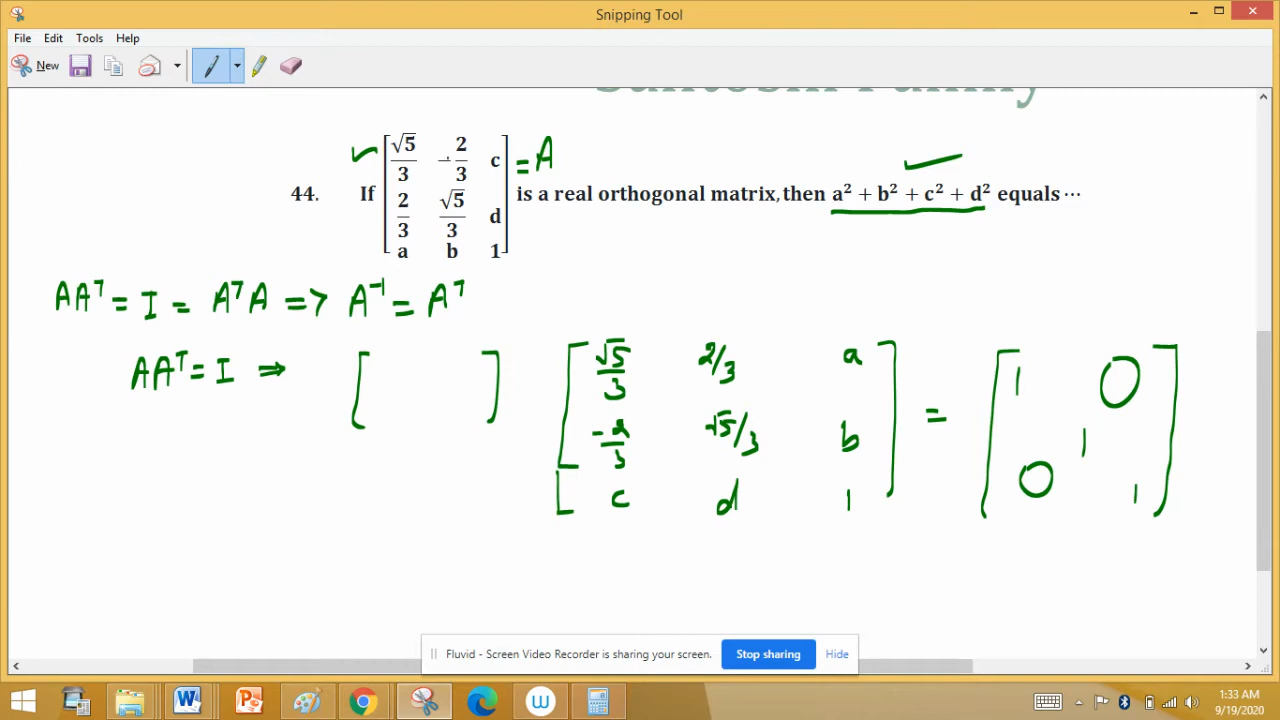 Snipping Tool
File Edit Tools Help
New
44. If [√5/3 -2/3 c = A
2/3 √5/3 d
a b 1] is a real orthogonal matrix, then a² + b² + c² + d² equals ⋯
AAᵀ = I = AᵀA => A⁻¹ = Aᵀ
AAᵀ = I => [ ] [√5/3 2/3 a
-2/3 √5/3 b
c d 1] = [1 0
1
0 1]
Fluvid - Screen Video Recorder is sharing your screen. Stop sharing Hide
W P W
1:33 AM
9/19/2020